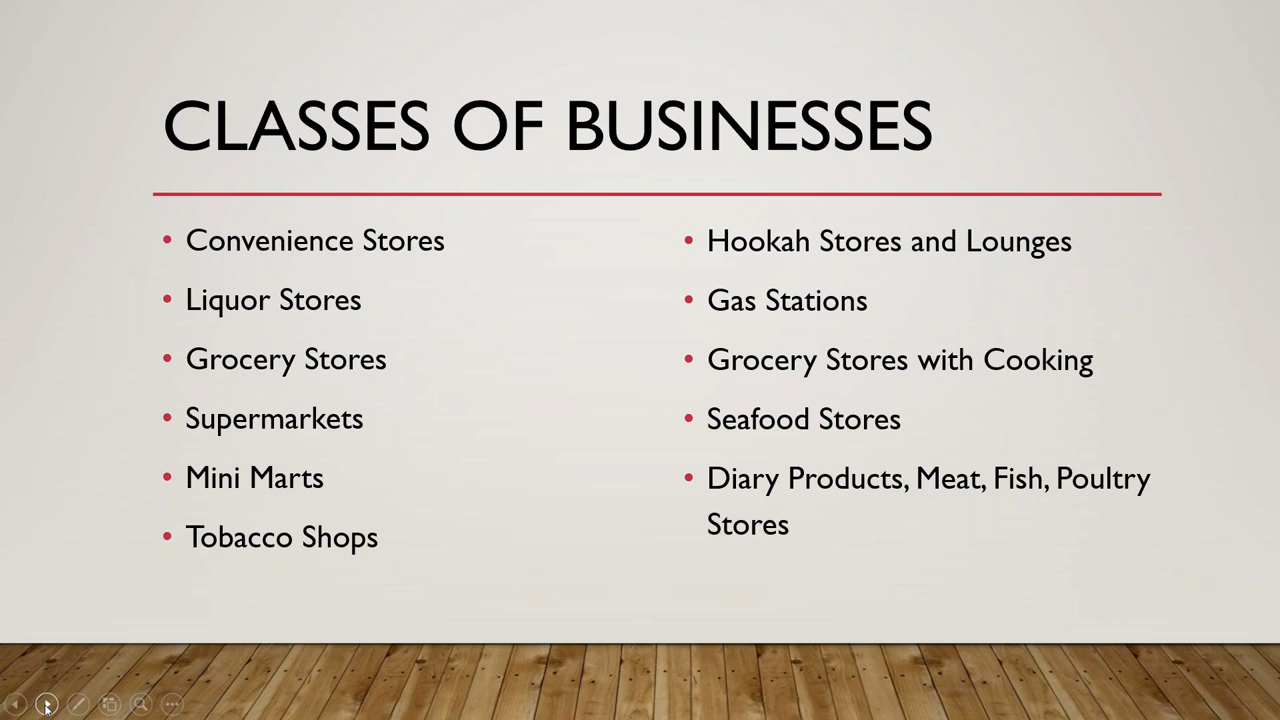 CLASSES OF BUSINESSES
Convenience Stores
Liquor Stores
Grocery Stores
Supermarkets
Mini Marts
Tobacco Shops
Hookah Stores and Lounges
Gas Stations
Grocery Stores with Cooking
Seafood Stores
Diary Products, Meat, Fish, Poultry
Stores